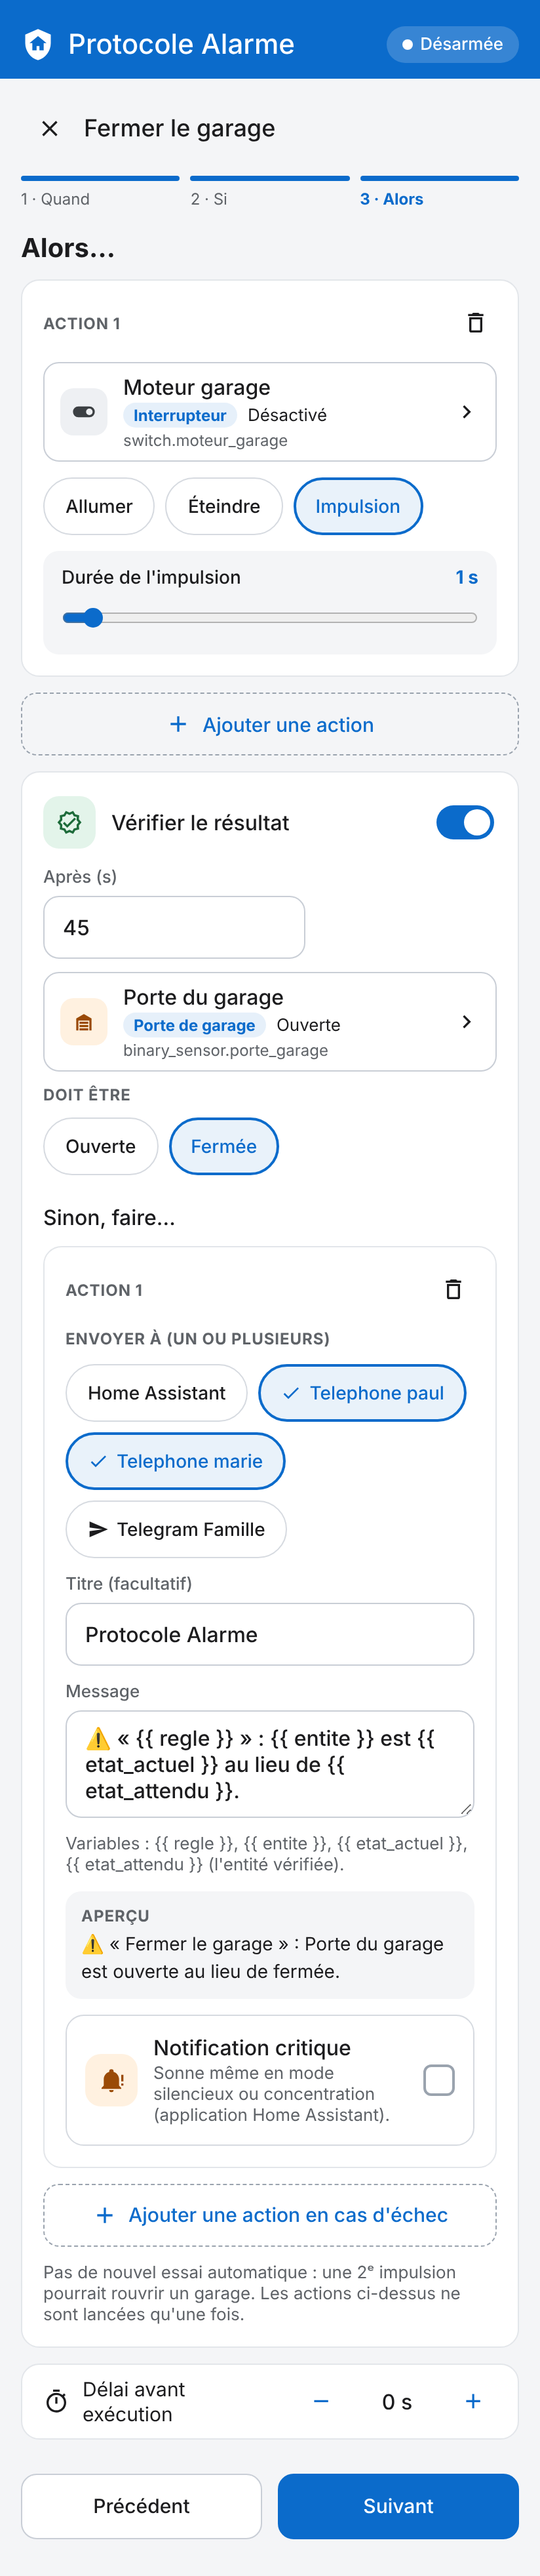 Protocole Alarme
Désarmée
Fermer le garage
1 · Quand
2 · Si
3 · Alors
Alors...
ACTION 1
Moteur garage
Interrupteur Désactivé
switch.moteur_garage
Allumer
Éteindre
Impulsion
Durée de l'impulsion
1 s
Ajouter une action
Vérifier le résultat
Après (s)
45
Porte du garage
Porte de garage Ouverte
binary_sensor.porte_garage
DOIT ÊTRE
Ouverte
Fermée
Sinon, faire...
ACTION 1
ENVOYER À (UN OU PLUSIEURS)
Home Assistant
Telephone paul
Telephone marie
Telegram Famille
Titre (facultatif)
Protocole Alarme
Message
⚠️ « {{ regle }} » : {{ entite }} est {{
etat_actuel }} au lieu de {{
etat_attendu }}.
Variables : {{ regle }}, {{ entite }}, {{ etat_actuel }},
{{ etat_attendu }} (l'entité vérifiée).
APERÇU
⚠️ « Fermer le garage » : Porte du garage
est ouverte au lieu de fermée.
Notification critique
Sonne même en mode
silencieux ou concentration
(application Home Assistant).
Ajouter une action en cas d'échec
Pas de nouvel essai automatique : une 2ᵉ impulsion
pourrait rouvrir un garage. Les actions ci-dessus ne
sont lancées qu'une fois.
Délai avant
exécution
0 s
Précédent
Suivant